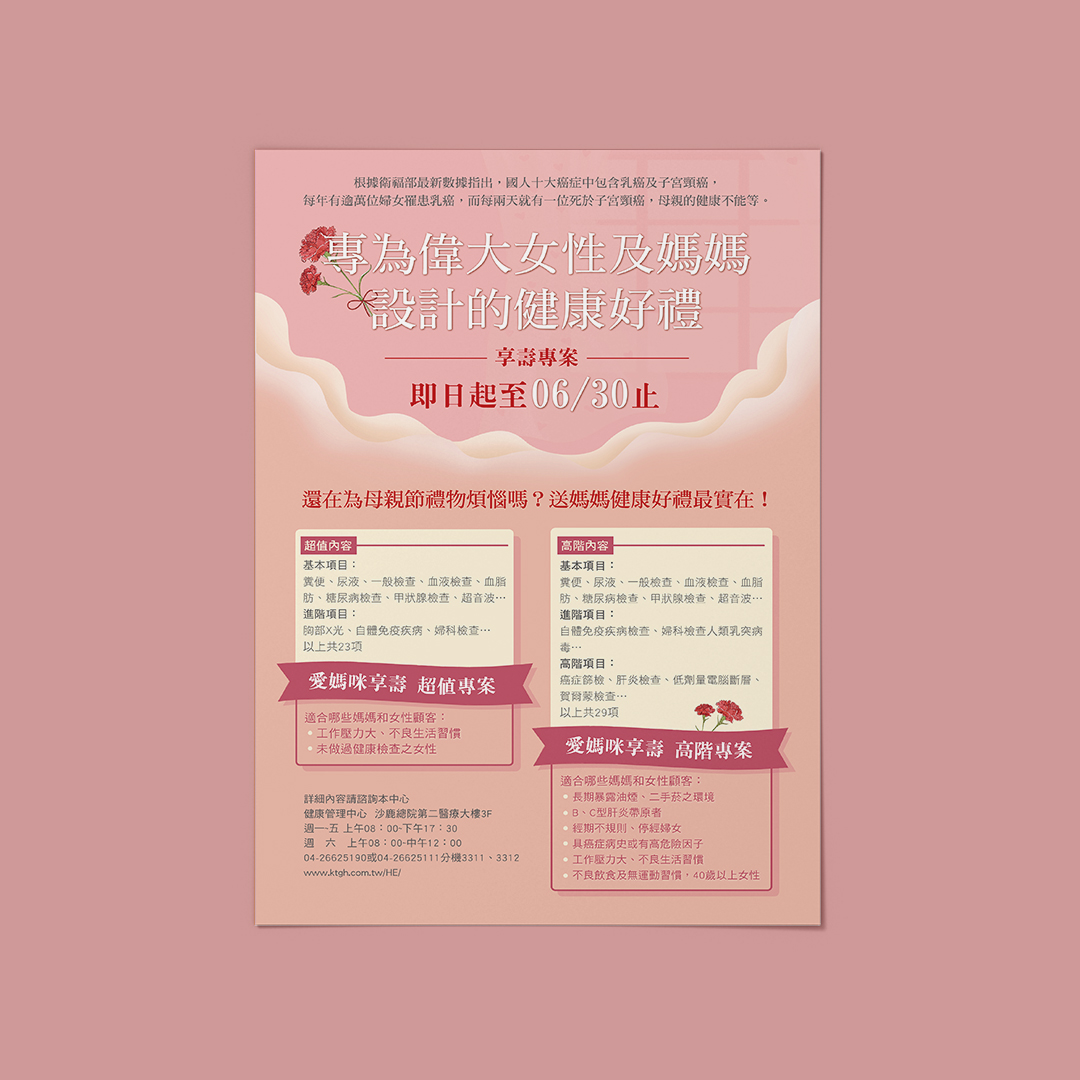 根據衛福部最新數據指出，國人十大癌症中包含乳癌及子宮頸癌，
每年有逾萬位婦女罹患乳癌，而每兩天就有一位死於子宮頸癌，母親的健康不能等。
專為偉大女性及媽媽
設計的健康好禮
享壽專案
即日起至06/30止
還在為母親節禮物煩惱嗎？送媽媽健康好禮最實在！
超值內容
基本項目：
糞便、尿液、一般檢查、血液檢查、血脂
肪、糖尿病檢查、甲狀腺檢查、超音波…
進階項目：
胸部X光、自體免疫疾病、婦科檢查…
以上共23項
愛媽咪享壽 超值專案
適合哪些媽媽和女性顧客：
• 工作壓力大、不良生活習慣
• 未做過健康檢查之女性
詳細內容請諮詢本中心
健康管理中心 沙鹿總院第二醫療大樓3F
週一-五 上午08：00-下午17：30
週 六 上午08：00-中午12：00
04-26625190或04-26625111分機3311、3312
www.ktgh.com.tw/HE/
高階內容
基本項目：
糞便、尿液、一般檢查、血液檢查、血脂
肪、糖尿病檢查、甲狀腺檢查、超音波…
進階項目：
自體免疫疾病檢查、婦科檢查人類乳突病
毒…
高階項目：
癌症篩檢、肝炎檢查、低劑量電腦斷層、
賀爾蒙檢查…
以上共29項
愛媽咪享壽 高階專案
適合哪些媽媽和女性顧客：
• 長期暴露油煙、二手菸之環境
• B、C型肝炎帶原者
• 經期不規則、停經婦女
• 具癌症病史或有高危險因子
• 工作壓力大、不良生活習慣
• 不良飲食及無運動習慣，40歲以上女性